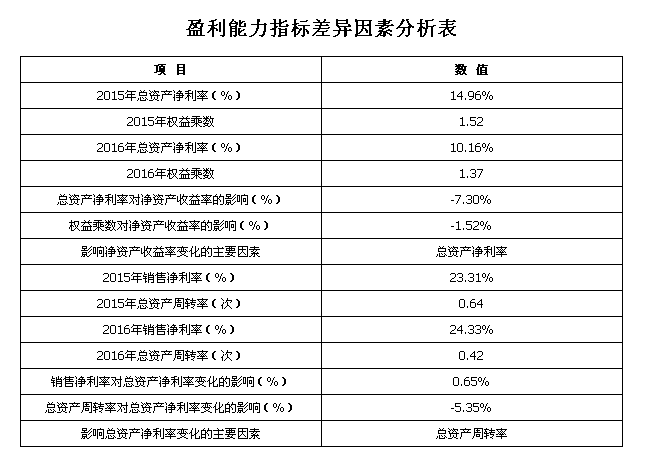 盈利能力指标差异因素分析表
项 目 数 值
2015年总资产净利率(%) 14.96%
2015年权益乘数 1.52
2016年总资产净利率(%) 10.16%
2016年权益乘数 1.37
总资产净利率对净资产收益率的影响(%) -7.30%
权益乘数对净资产收益率的影响(%) -1.52%
影响净资产收益率变化的主要因素 总资产净利率
2015年销售净利率(%) 23.31%
2015年总资产周转率(次) 0.64
2016年销售净利率(%) 24.33%
2016年总资产周转率(次) 0.42
销售净利率对总资产净利率变化的影响(%) 0.65%
总资产周转率对总资产净利率变化的影响(%) -5.35%
影响总资产净利率变化的主要因素 总资产周转率